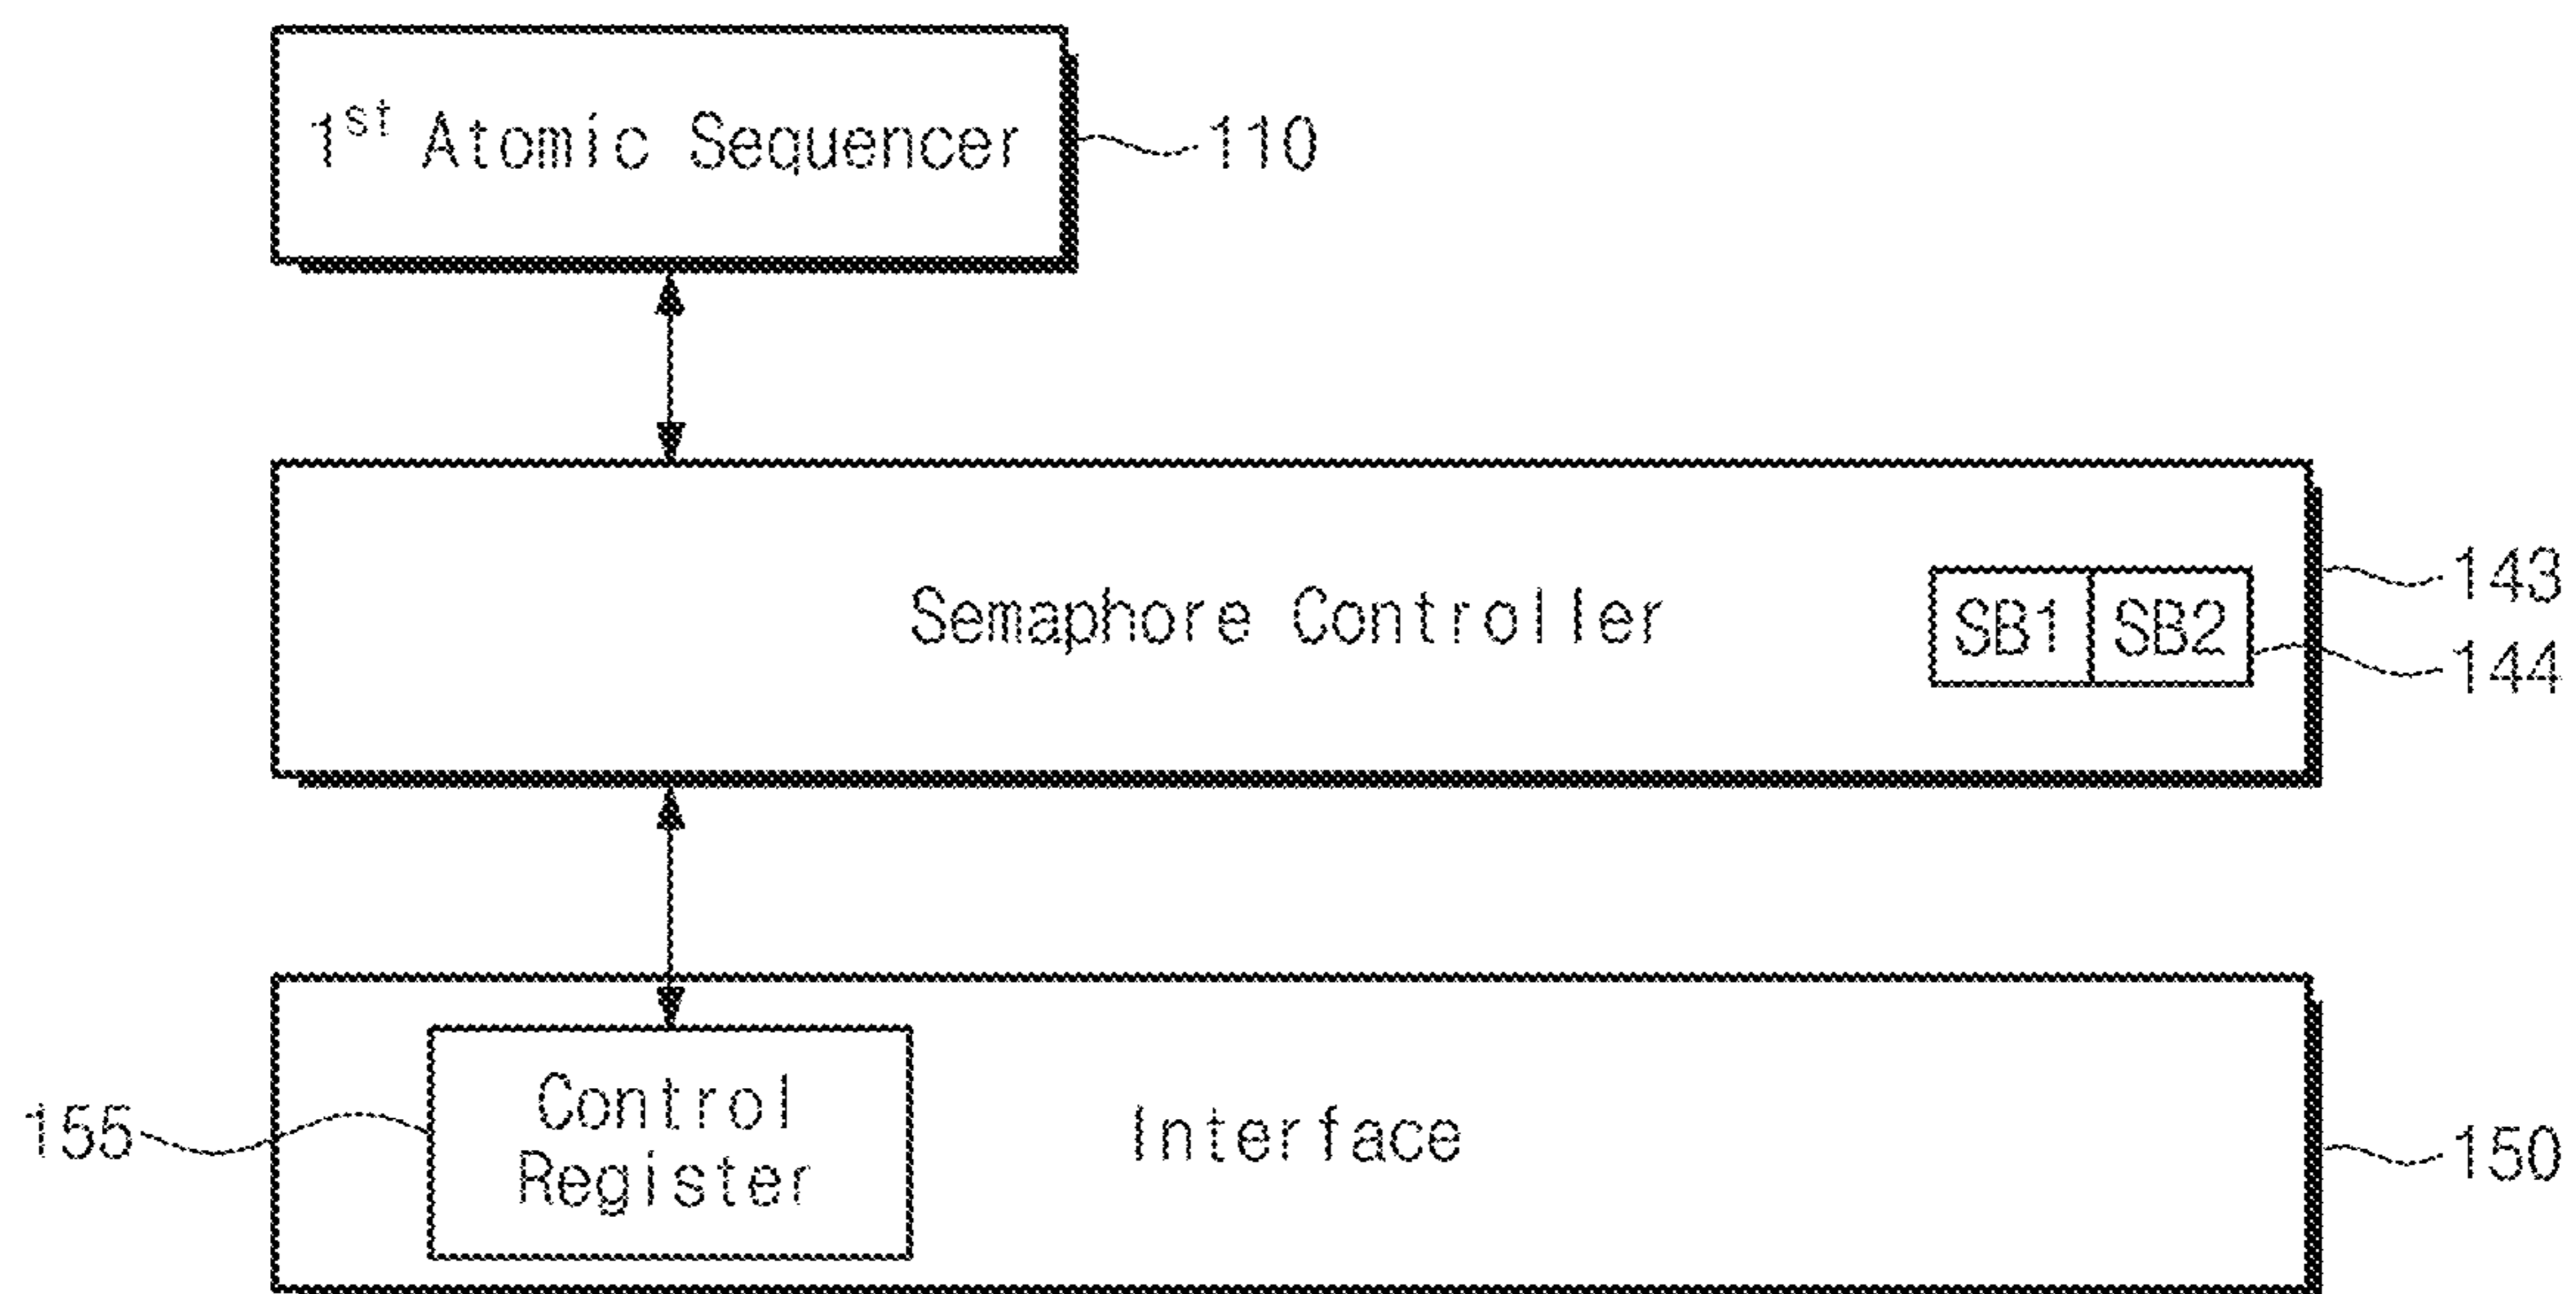 1st Atomic Sequencer
110
Semaphore Controller
SB1 SB2
143
144
155
Control
Register
Interface
150